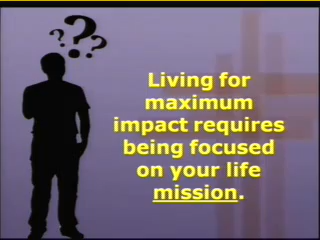 ???
Living for
maximum
impact requires
being focused
on your life
mission.